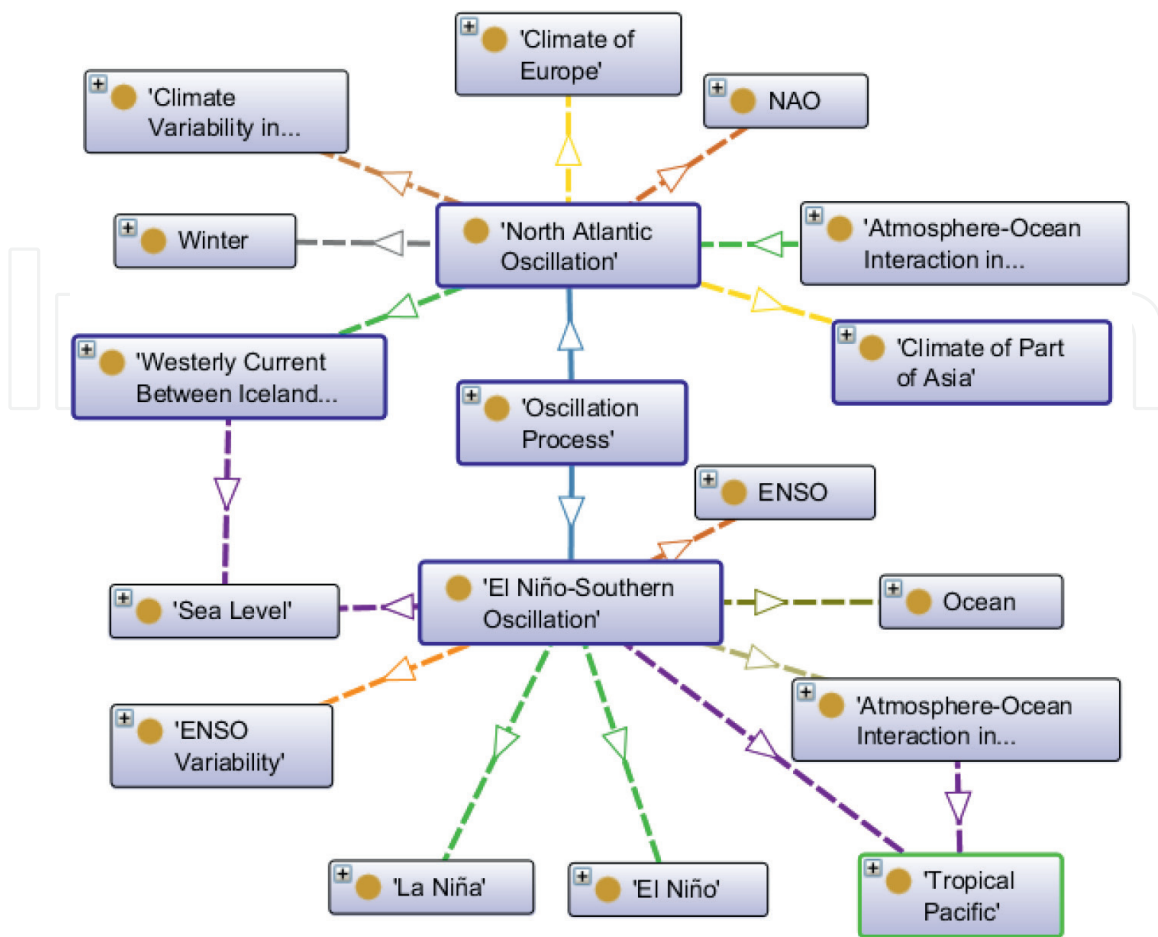 'Climate of
Europe'
'Climate
Variability in...
NAO
Winter
'North Atlantic
Oscillation'
'Atmosphere-Ocean
Interaction in...
'Westerly Current
Between Iceland...
'Climate of Part
of Asia'
'Oscillation
Process'
ENSO
'El Niño-Southern
Oscillation'
'Sea Level'
Ocean
'ENSO
Variability'
'Atmosphere-Ocean
Interaction in...
'La Niña'
'El Niño'
'Tropical
Pacific'